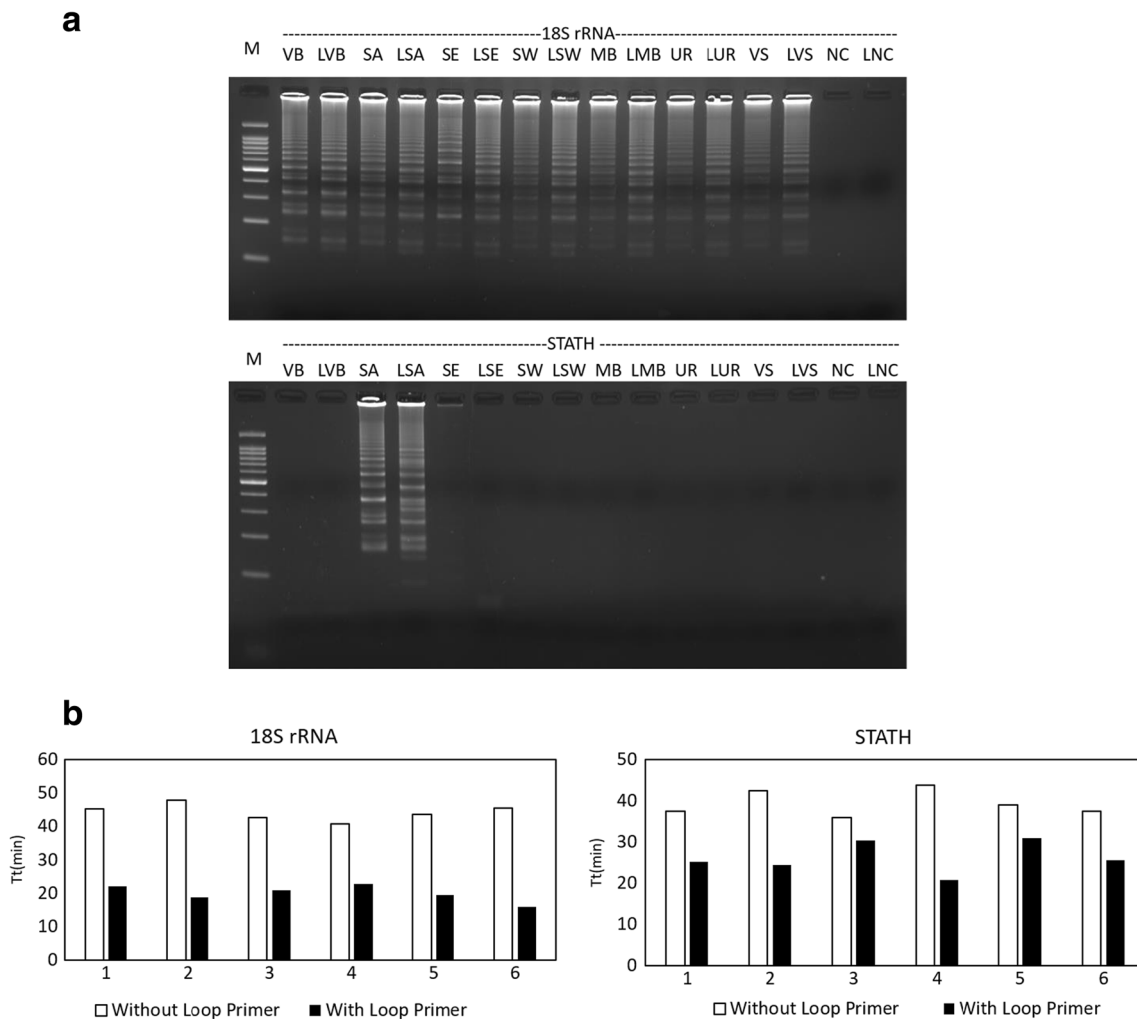 a
-----------------------------------18S rRNA--------------------------------------
M VB LVB SA LSA SE LSE SW LSW MB LMB UR LUR VS LVS NC LNC
-----------------------------------STATH --------------------------------------
M VB LVB SA LSA SE LSE SW LSW MB LMB UR LUR VS LVS NC LNC
b
18S rRNA
60
50
40
30
20
10
0
Tt(min)
1 2 3 4 5 6
Without Loop Primer With Loop Primer
STATH
50
40
30
20
10
0
Tt(min)
1 2 3 4 5 6
Without Loop Primer With Loop Primer